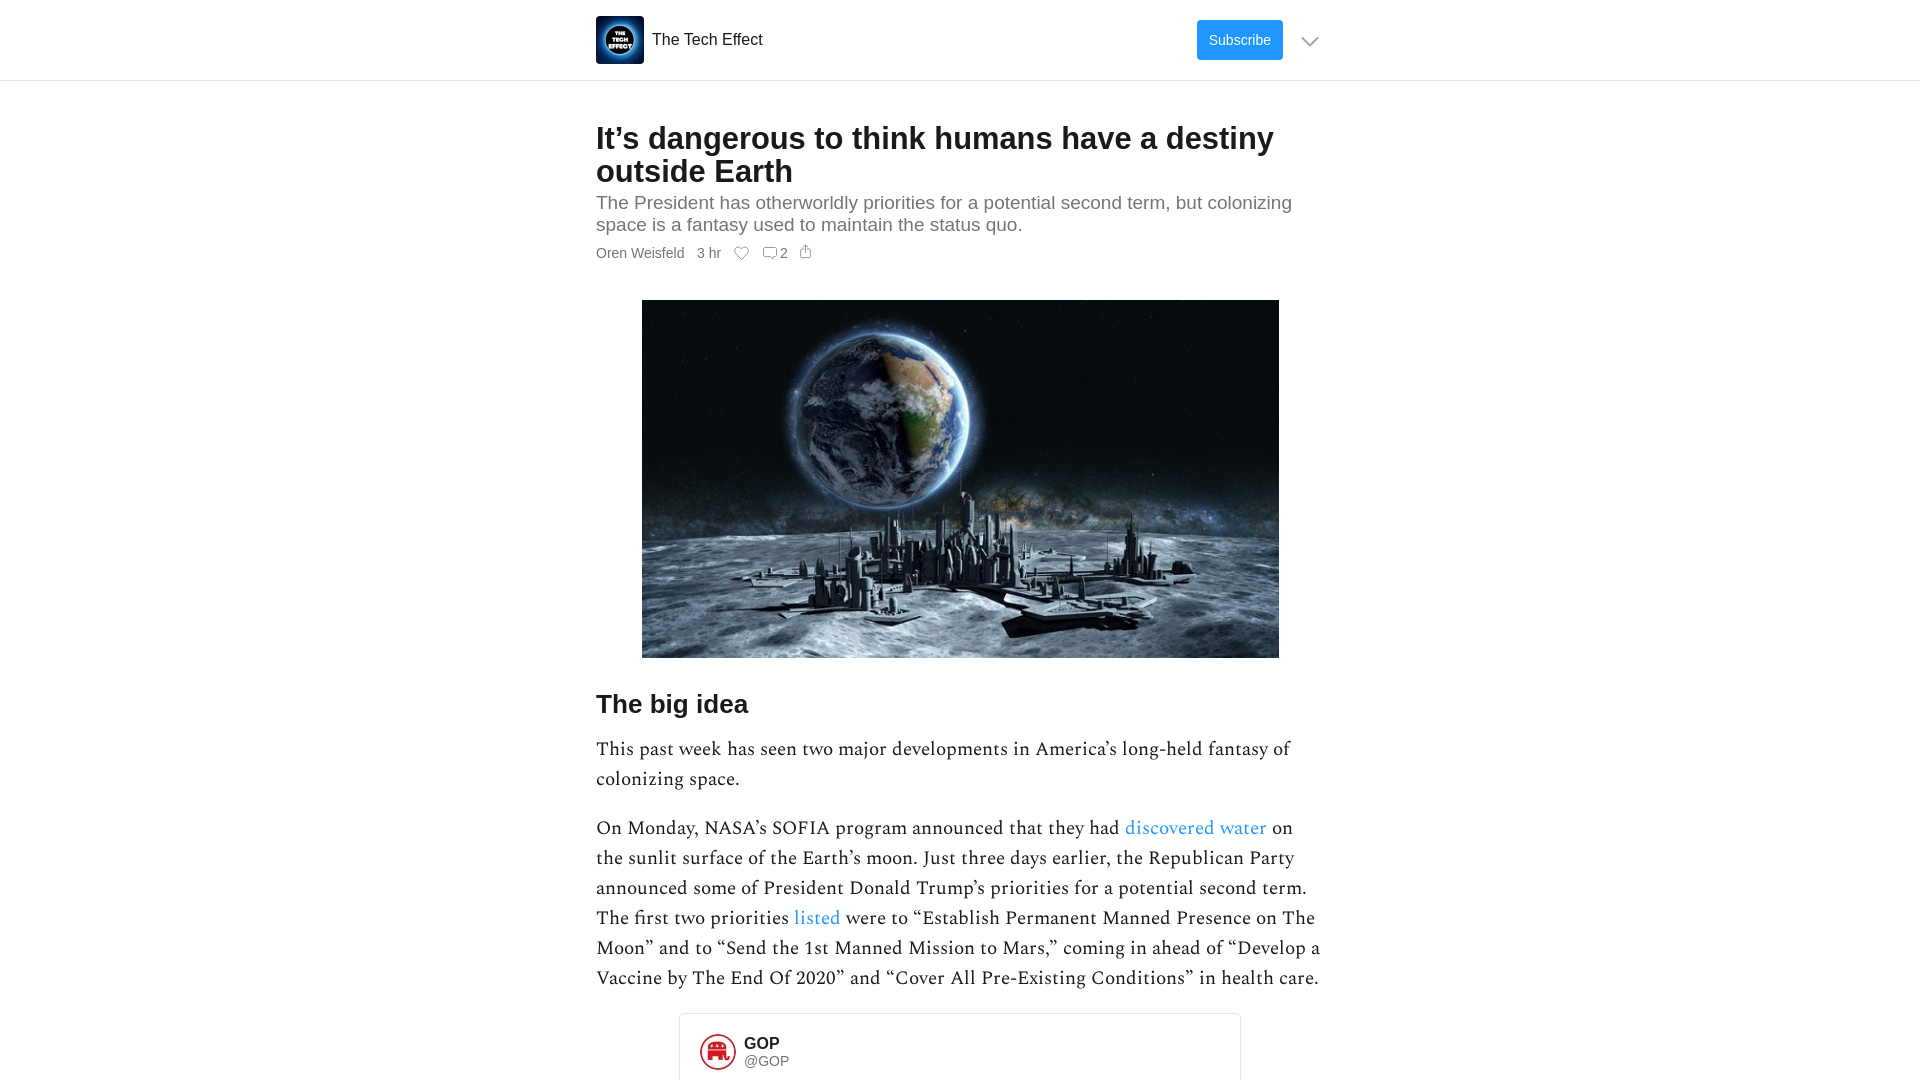 THE
TECH
EFFECT
The Tech Effect
Subscribe
It’s dangerous to think humans have a destiny
outside Earth
The President has otherworldly priorities for a potential second term, but colonizing
space is a fantasy used to maintain the status quo.
Oren Weisfeld 3 hr 2
The big idea
This past week has seen two major developments in America’s long-held fantasy of
colonizing space.
On Monday, NASA’s SOFIA program announced that they had discovered water on
the sunlit surface of the Earth’s moon. Just three days earlier, the Republican Party
announced some of President Donald Trump’s priorities for a potential second term.
The first two priorities listed were to “Establish Permanent Manned Presence on The
Moon” and to “Send the 1st Manned Mission to Mars,” coming in ahead of “Develop a
Vaccine by The End Of 2020” and “Cover All Pre-Existing Conditions” in health care.
GOP
@GOP